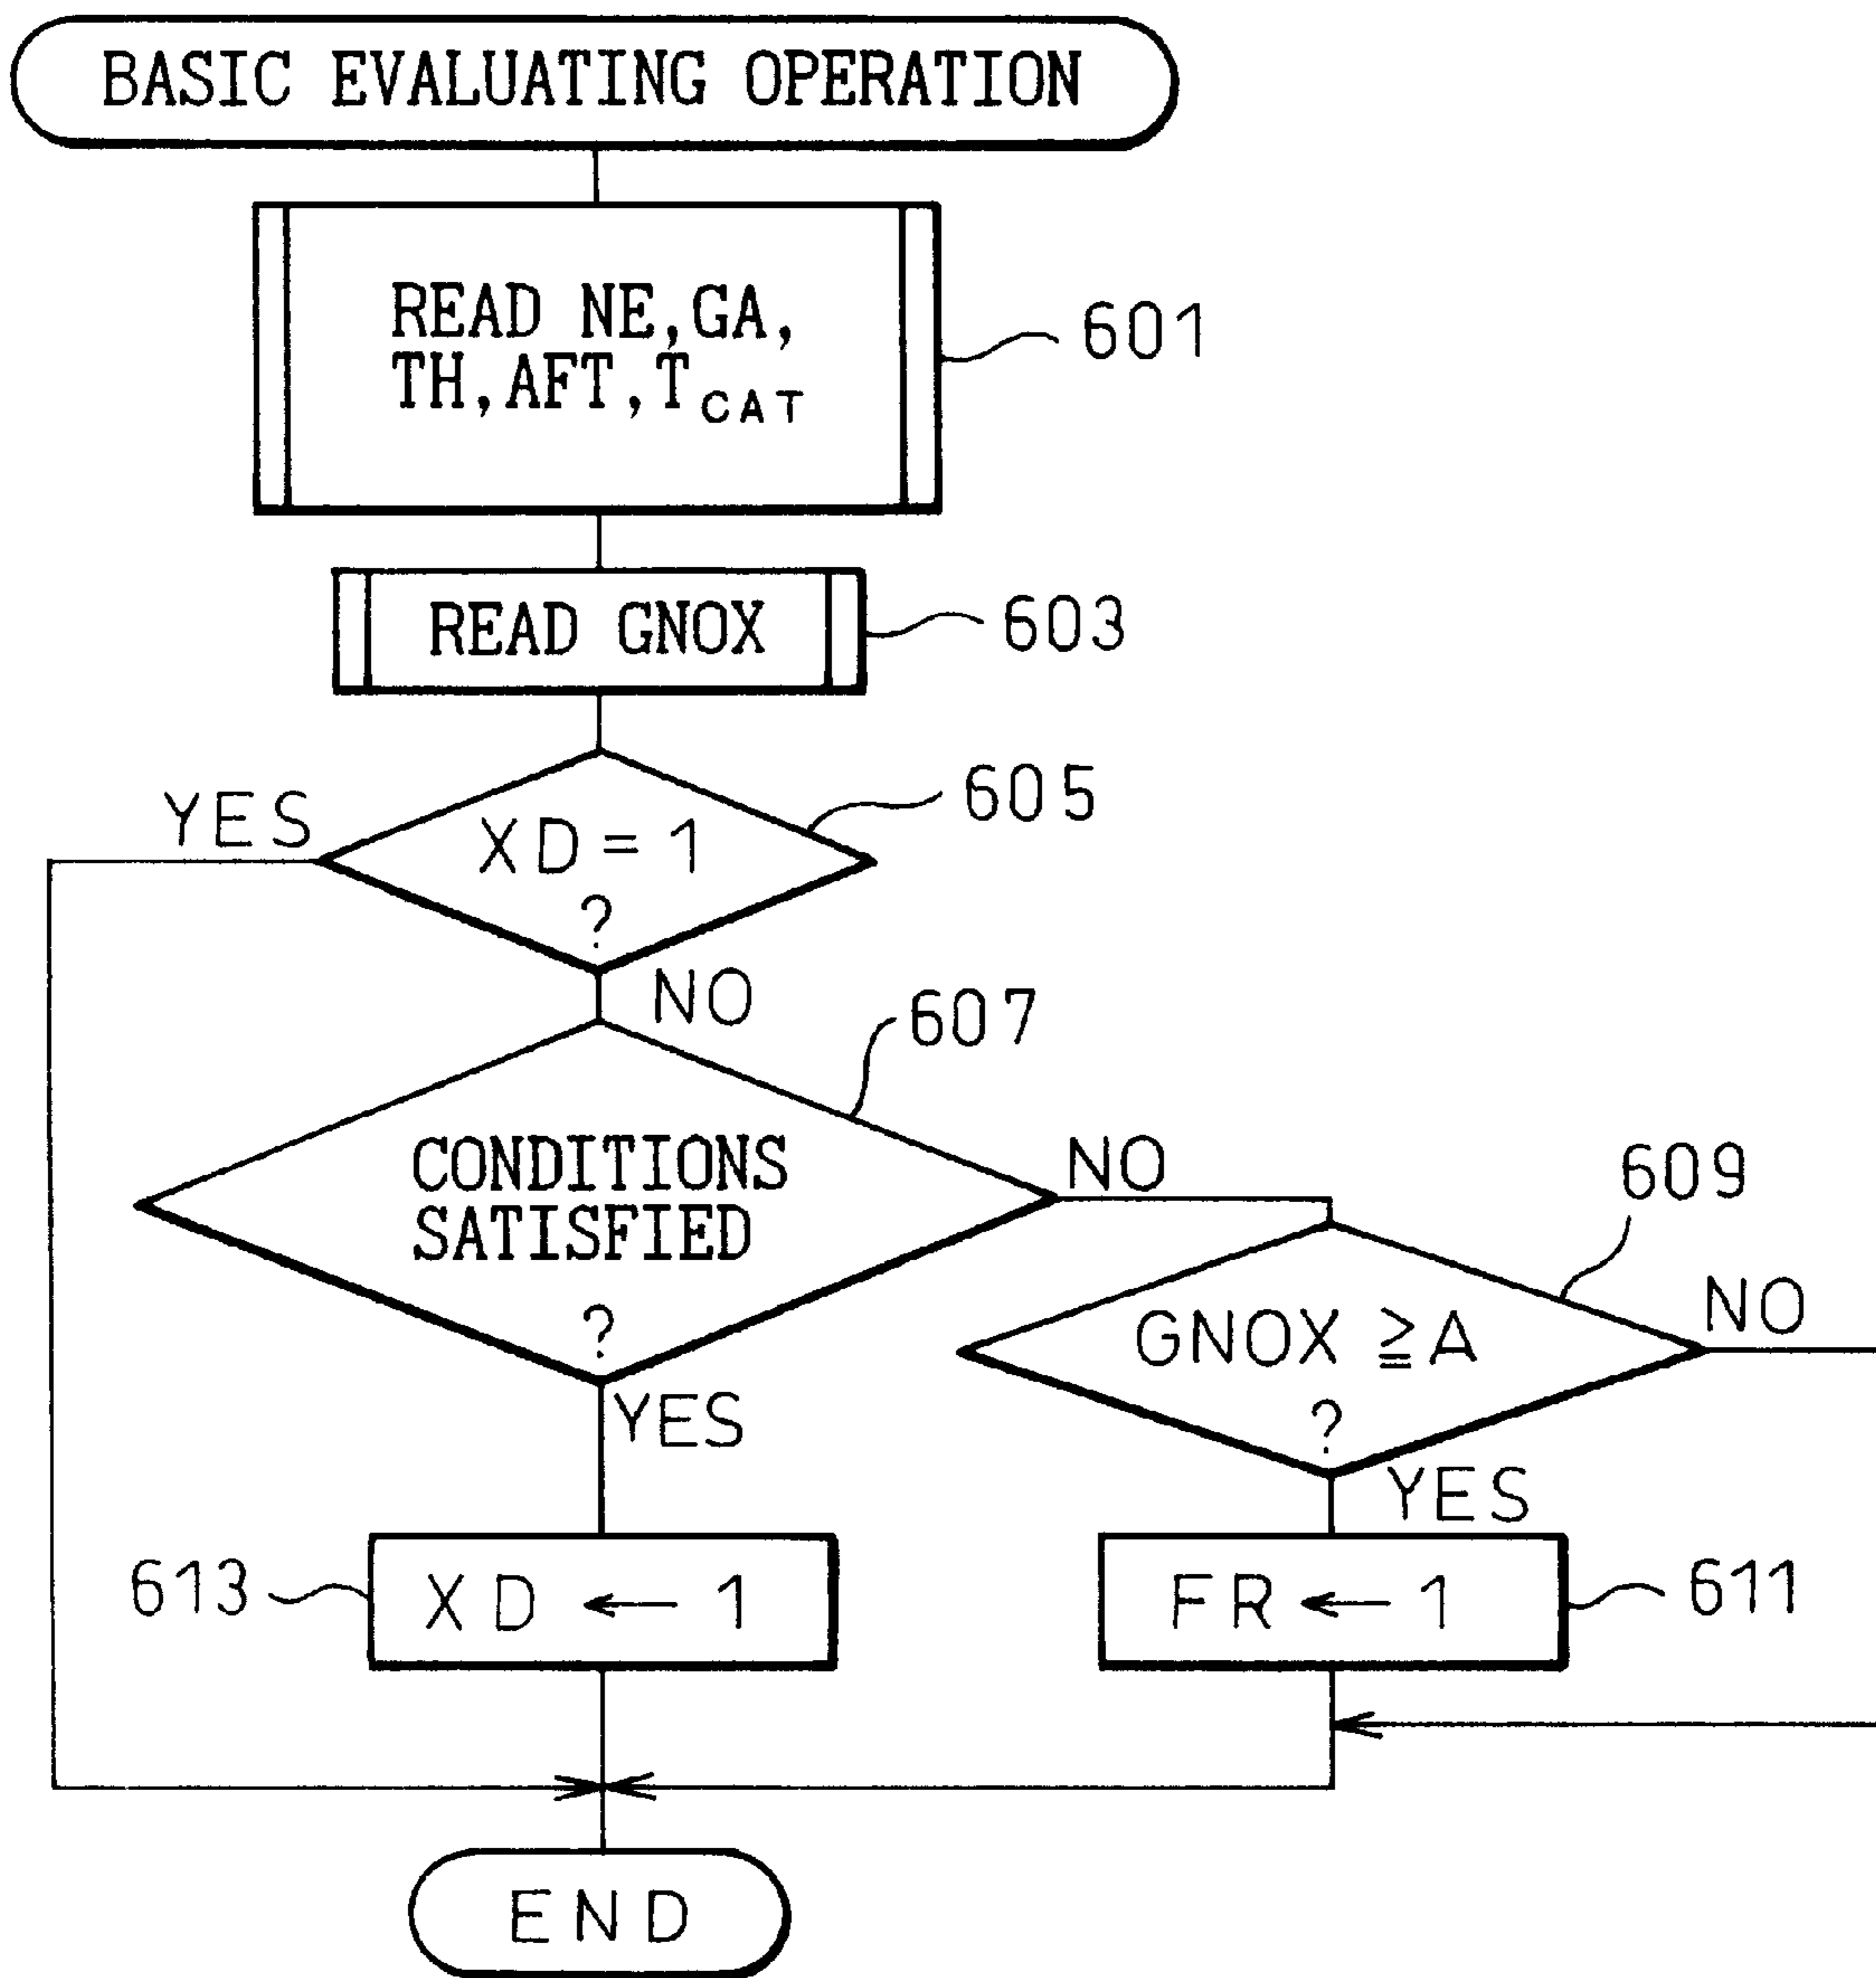 BASIC EVALUATING OPERATION
READ NE,GA,
TH,AFT,TCAT
601
READ GNOX
603
605
YES
XD=1
?
NO
607
CONDITIONS
SATISFIED
?
NO
609
GNOX ≧A
?
NO
YES
YES
613
XD ← 1
FR ← 1
611
END